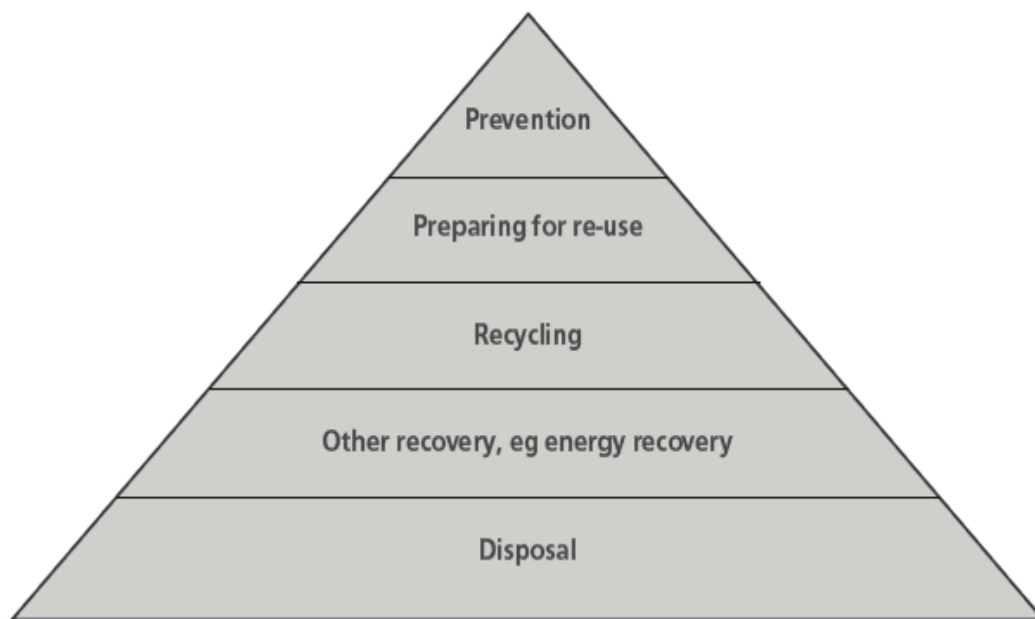 Prevention
Preparing for re-use
Recycling
Other recovery, eg energy recovery
Disposal